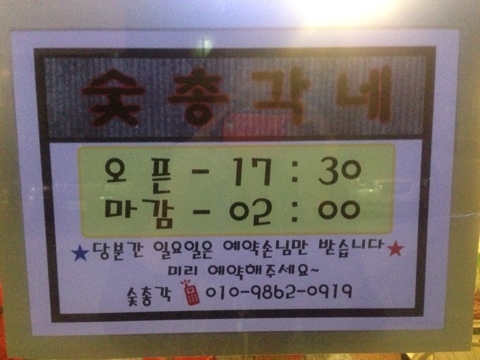 숯총각네
오픈 - 17 : 30
마감 - 02 : 00
★당분간 일요일은 예약손님만 받습니다★
미리 예약해주세요~
숯총각 010-9862-0919